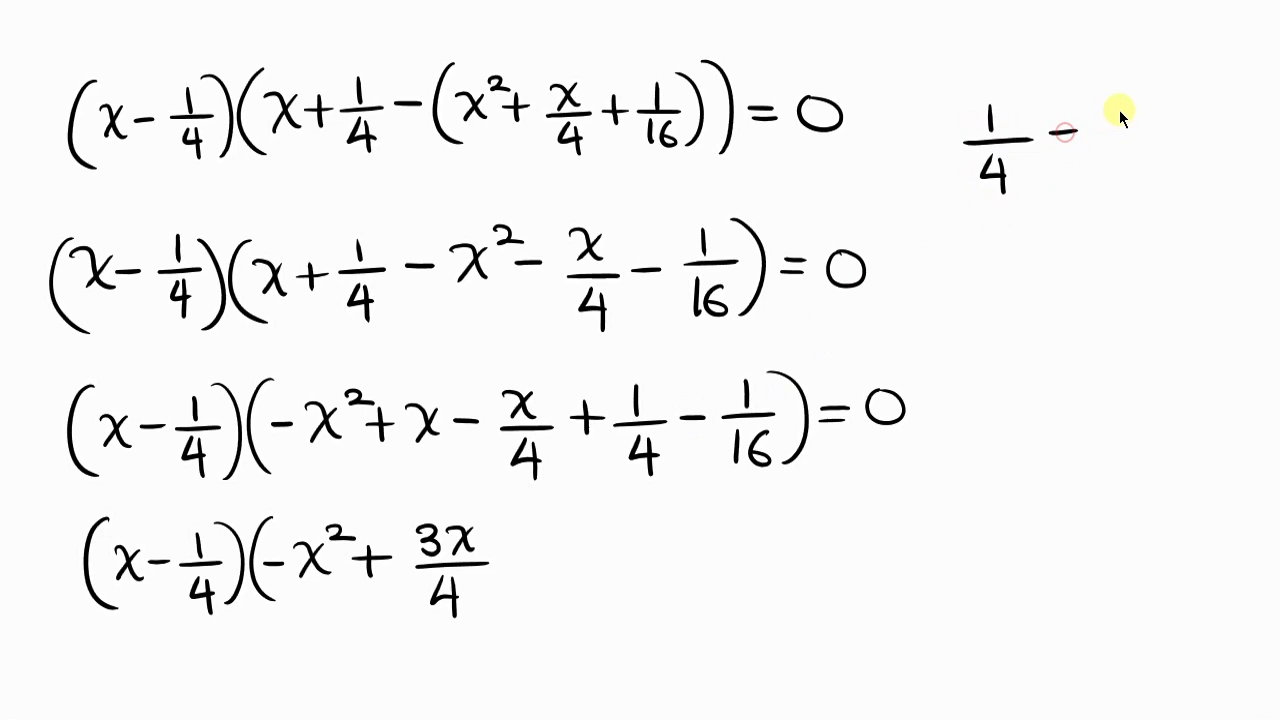 (x - 1/4)(x + 1/4 - (x² + x/4 + 1/16)) = 0
1/4 -
(x - 1/4)(x + 1/4 - x² - x/4 - 1/16) = 0
(x - 1/4)(-x² + x - x/4 + 1/4 - 1/16) = 0
(x - 1/4)(-x² + 3x/4